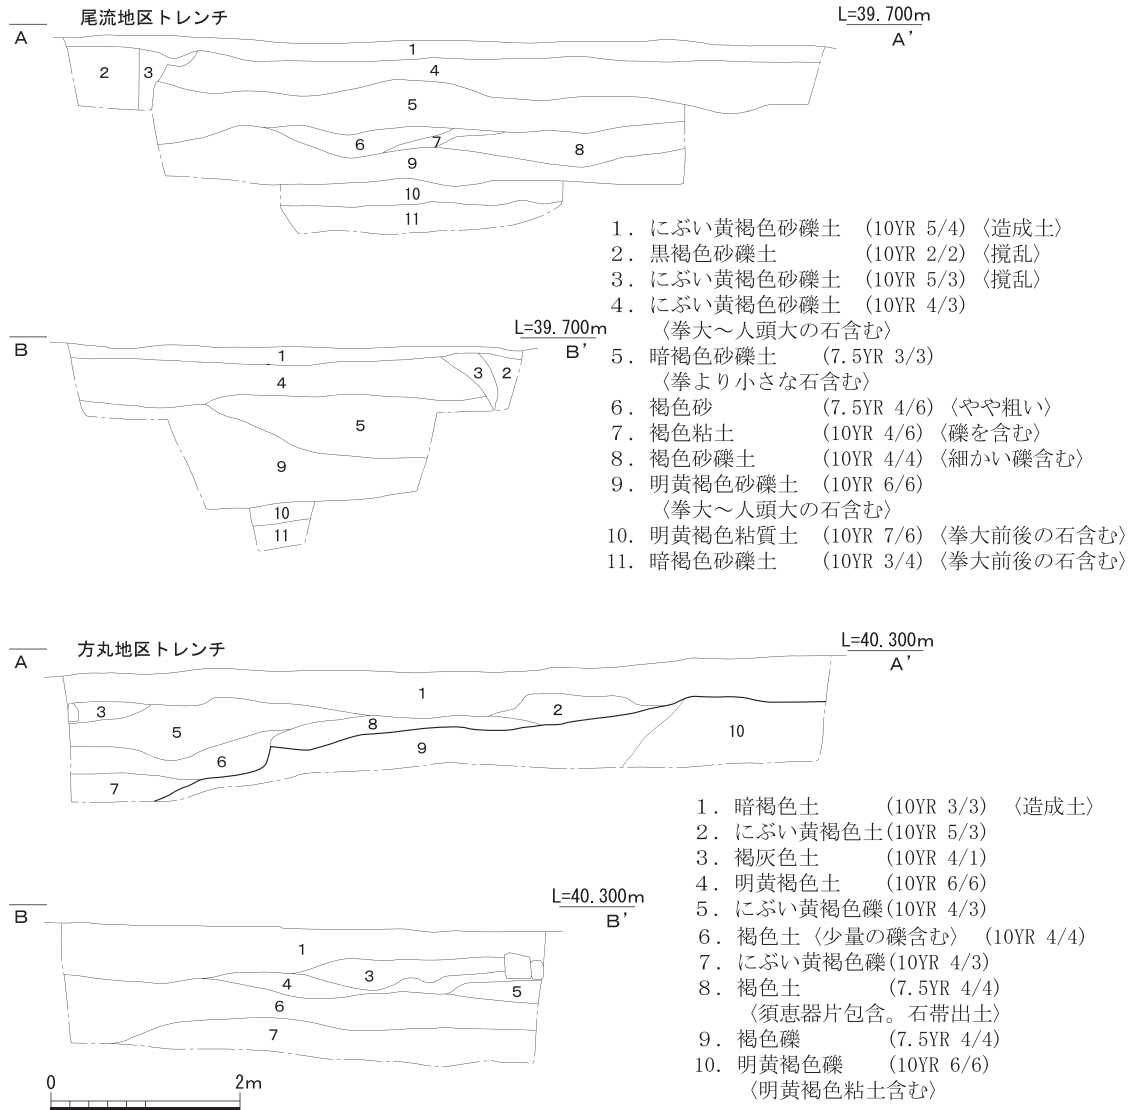 尾流地区トレンチ
L=39.700m
A
A'
1
2
3
4
5
6
7
8
9
10
11
1. にぶい黄褐色砂礫土 (10YR 5/4)〈造成土〉
2. 黒褐色砂礫土 (10YR 2/2)〈撹乱〉
3. にぶい黄褐色砂礫土 (10YR 5/3)〈撹乱〉
4. にぶい黄褐色砂礫土 (10YR 4/3)
〈拳大〜人頭大の石含む〉
5. 暗褐色砂礫土 (7.5YR 3/3)
〈拳より小さな石含む〉
6. 褐色砂 (7.5YR 4/6)〈やや粗い〉
7. 褐色粘土 (10YR 4/6)〈礫を含む〉
8. 褐色砂礫土 (10YR 4/4)〈細かい礫含む〉
9. 明黄褐色砂礫土 (10YR 6/6)
〈拳大〜人頭大の石含む〉
10. 明黄褐色粘質土 (10YR 7/6)〈拳大前後の石含む〉
11. 暗褐色砂礫土 (10YR 3/4)〈拳大前後の石含む〉
L=39.700m
B
B'
1
3
2
4
5
9
10
11
方丸地区トレンチ
L=40.300m
A
A'
1
3
2
5
8
10
9
6
7
1. 暗褐色土 (10YR 3/3) 〈造成土〉
2. にぶい黄褐色土(10YR 5/3)
3. 褐灰色土 (10YR 4/1)
4. 明黄褐色土 (10YR 6/6)
5. にぶい黄褐色礫(10YR 4/3)
6. 褐色土〈少量の礫含む〉 (10YR 4/4)
7. にぶい黄褐色礫(10YR 4/3)
8. 褐色土 (7.5YR 4/4)
〈須恵器片包含。石帯出土〉
9. 褐色礫 (7.5YR 4/4)
10. 明黄褐色礫 (10YR 6/6)
〈明黄褐色粘土含む〉
L=40.300m
B
B'
1
3
4
5
6
7
0 2m